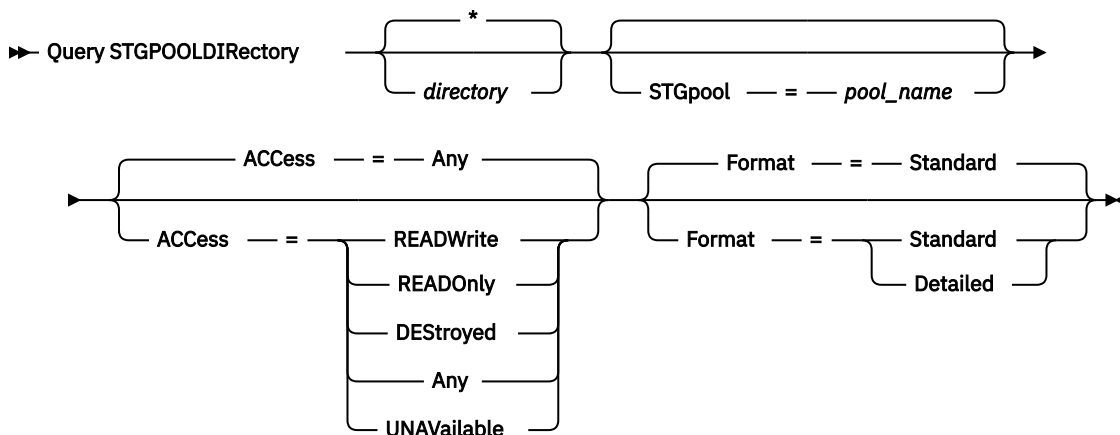 *
Query STGPOOLDIRectory
directory STGpool = pool_name
ACCess = Any Format = Standard
ACCess = READWrite Format = Standard
READOnly Detailed
DEStroyed
Any
UNAVailable